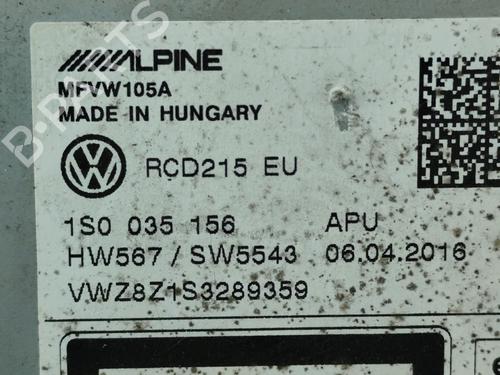 ALPINE
MFVW105A
MADE IN HUNGARY
RCD215 EU
1S0 035 156 APU
HW567 / SW5543 06.04.2016
VWZ8Z1S3289359
B-PARTS